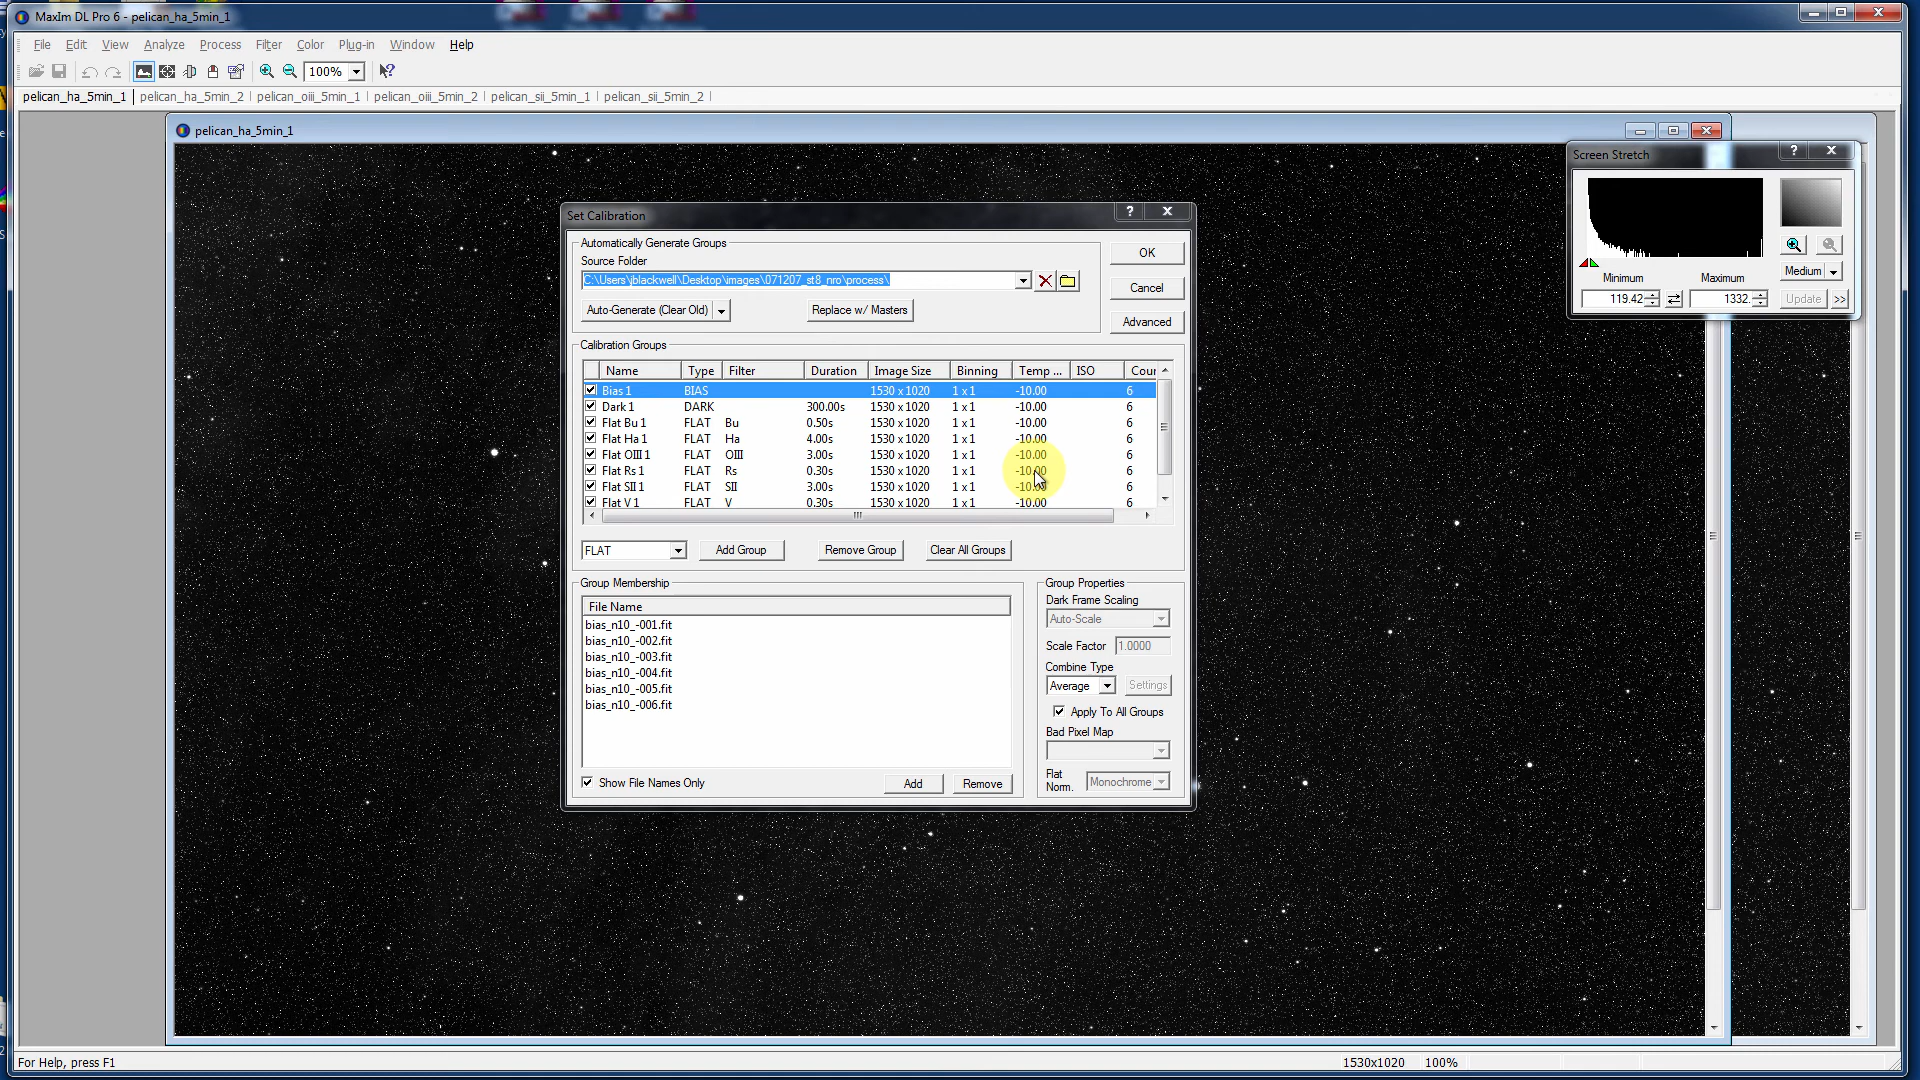 MaxIm DL Pro 6 - pelican_ha_5min_1
File Edit View Analyze Process Filter Color Plug-in Window Help
100%
pelican_ha_5min_1 pelican_ha_5min_2 pelican_oiii_5min_1 pelican_oiii_5min_2 pelican_sii_5min_1 pelican_sii_5min_2
pelican_ha_5min_1
Screen Stretch
Medium
Minimum Maximum
119.42 1332. Update >>
Set Calibration
Automatically Generate Groups
Source Folder
C:\Users\jblackwell\Desktop\images\071207_st8_nro\process\
Auto-Generate (Clear Old) Replace w/ Masters
OK
Cancel
Advanced
Calibration Groups
Name Type Filter Duration Image Size Binning Temp ... ISO Cour
Bias 1 BIAS 1530 x 1020 1 x 1 -10.00 6
Dark 1 DARK 300.00s 1530 x 1020 1 x 1 -10.00 6
Flat Bu 1 FLAT Bu 0.50s 1530 x 1020 1 x 1 -10.00 6
Flat Ha 1 FLAT Ha 4.00s 1530 x 1020 1 x 1 -10.00 6
Flat OIII 1 FLAT OIII 3.00s 1530 x 1020 1 x 1 -10.00 6
Flat Rs 1 FLAT Rs 0.30s 1530 x 1020 1 x 1 -10.00 6
Flat SII 1 FLAT SII 3.00s 1530 x 1020 1 x 1 -10.00 6
Flat V 1 FLAT V 0.30s 1530 x 1020 1 x 1 -10.00 6
FLAT Add Group Remove Group Clear All Groups
Group Membership
File Name
bias_n10_-001.fit
bias_n10_-002.fit
bias_n10_-003.fit
bias_n10_-004.fit
bias_n10_-005.fit
bias_n10_-006.fit
Show File Names Only Add Remove
Group Properties
Dark Frame Scaling
Auto-Scale
Scale Factor 1.0000
Combine Type
Average Settings
Apply To All Groups
Bad Pixel Map
Flat Norm. Monochrome
For Help, press F1 1530x1020 100%